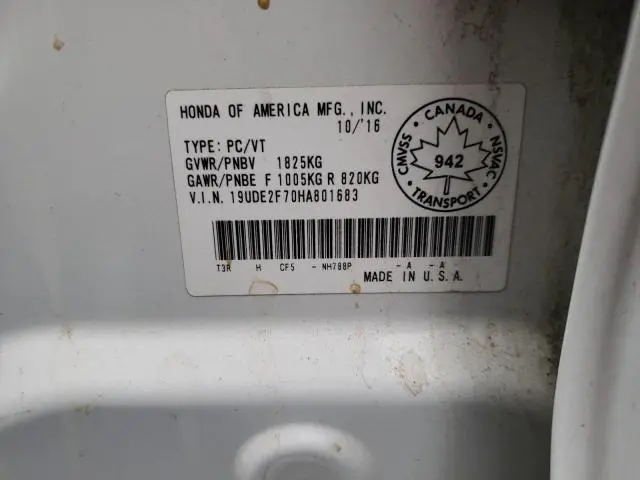 HONDA OF AMERICA MFG., INC.
10/'16
TYPE: PC/VT
GVWR/PNBV 1825KG
GAWR/PNBE F 1005KG R 820KG
V.I.N. 19UDE2F70HA801683
CANADA
CMVSS
NSVAC
942
TRANSPORT
T3R H CF5 - NH788P - A - A
MADE IN U.S.A.